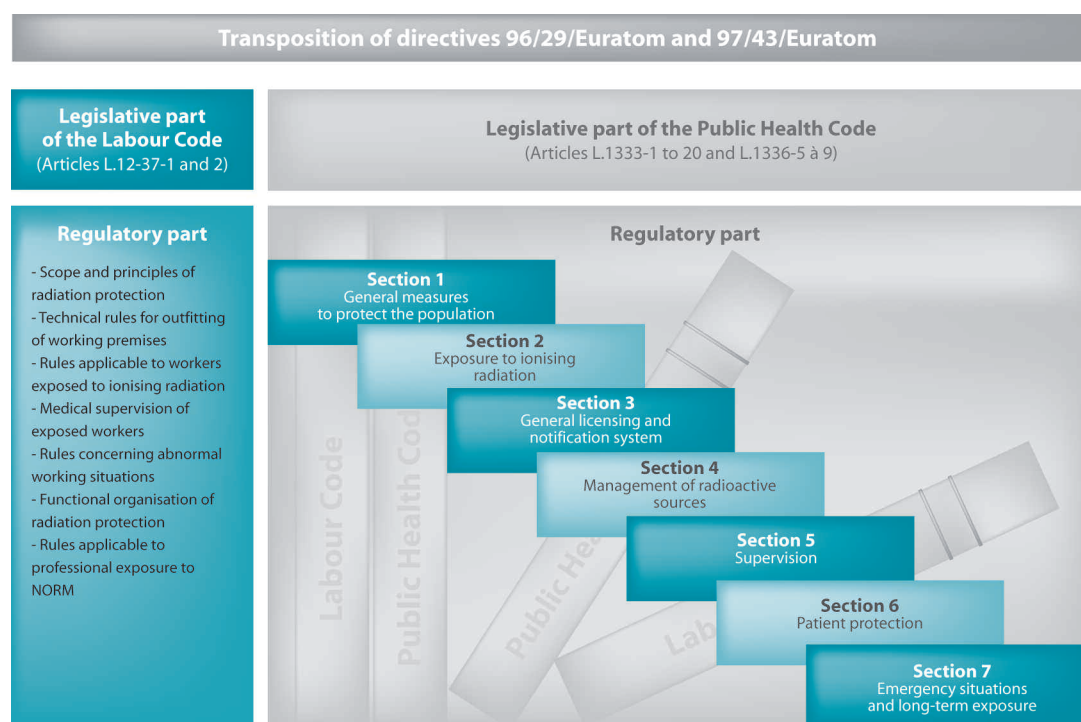 Transposition of directives 96/29/Euratom and 97/43/Euratom
Legislative part
of the Labour Code
(Articles L.12-37-1 and 2)
Legislative part of the Public Health Code
(Articles L.1333-1 to 20 and L.1336-5 à 9)
Regulatory part
- Scope and principles of
radiation protection
- Technical rules for outfitting
of working premises
- Rules applicable to workers
exposed to ionising radiation
- Medical supervision of
exposed workers
- Rules concerning abnormal
working situations
- Functional organisation of
radiation protection
- Rules applicable to
professional exposure to
NORM
Regulatory part
Section 1
General measures
to protect the population
Section 2
Exposure to ionising
radiation
Section 3
General licensing and
notification system
Section 4
Management of radioactive
sources
Section 5
Supervision
Section 6
Patient protection
Section 7
Emergency situations
and long-term exposure
Labour Code
Public Health Cod
Public Hea
Lab